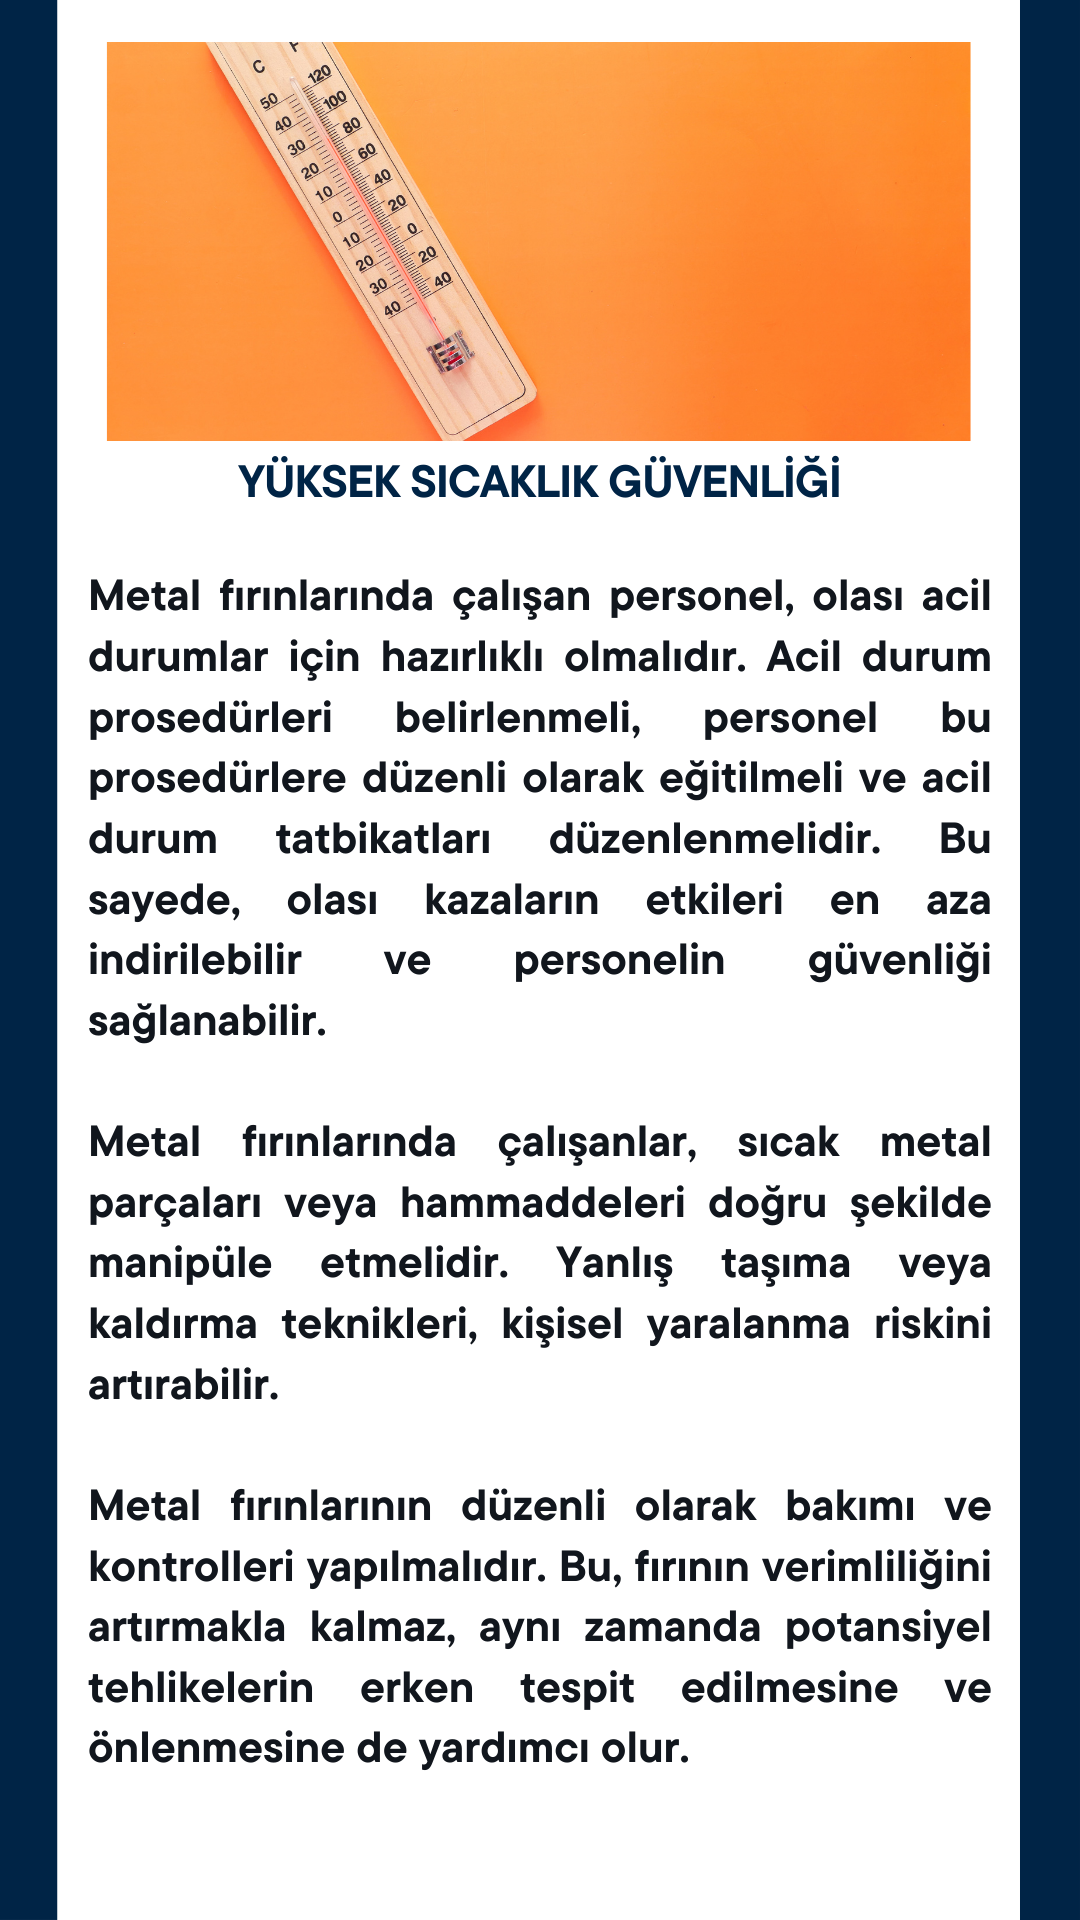 C F
50 120
40 100
30 80
20 60
10 40
0 20
10 0
20 20
30 40
40
YÜKSEK SICAKLIK GÜVENLİĞİ
Metal fırınlarında çalışan personel, olası acil
durumlar için hazırlıklı olmalıdır. Acil durum
prosedürleri belirlenmeli, personel bu
prosedürlere düzenli olarak eğitilmeli ve acil
durum tatbikatları düzenlenmelidir. Bu
sayede, olası kazaların etkileri en aza
indirilebilir ve personelin güvenliği
sağlanabilir.
Metal fırınlarında çalışanlar, sıcak metal
parçaları veya hammaddeleri doğru şekilde
manipüle etmelidir. Yanlış taşıma veya
kaldırma teknikleri, kişisel yaralanma riskini
artırabilir.
Metal fırınlarının düzenli olarak bakımı ve
kontrolleri yapılmalıdır. Bu, fırının verimliliğini
artırmakla kalmaz, aynı zamanda potansiyel
tehlikelerin erken tespit edilmesine ve
önlenmesine de yardımcı olur.